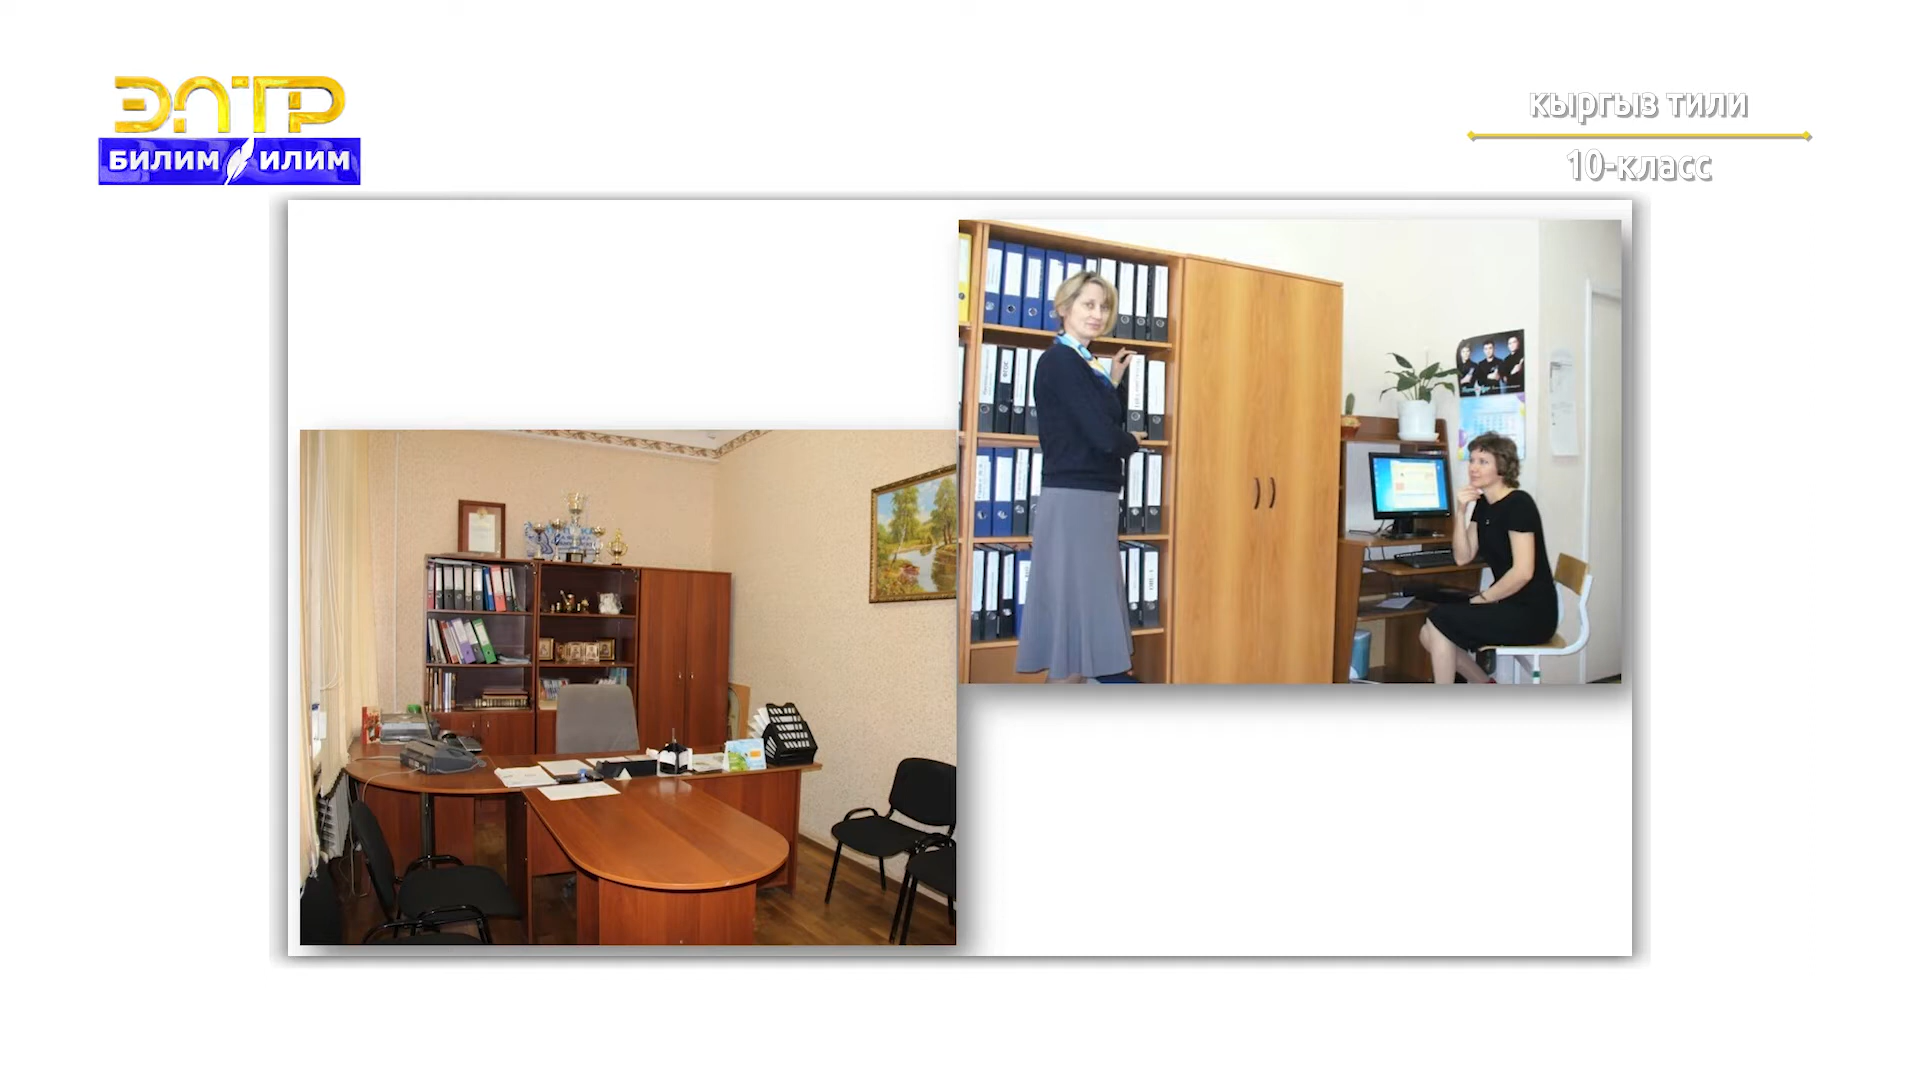 ЭЛТР
БИЛИМ ИЛИМ
кыргыз тили
10-класс